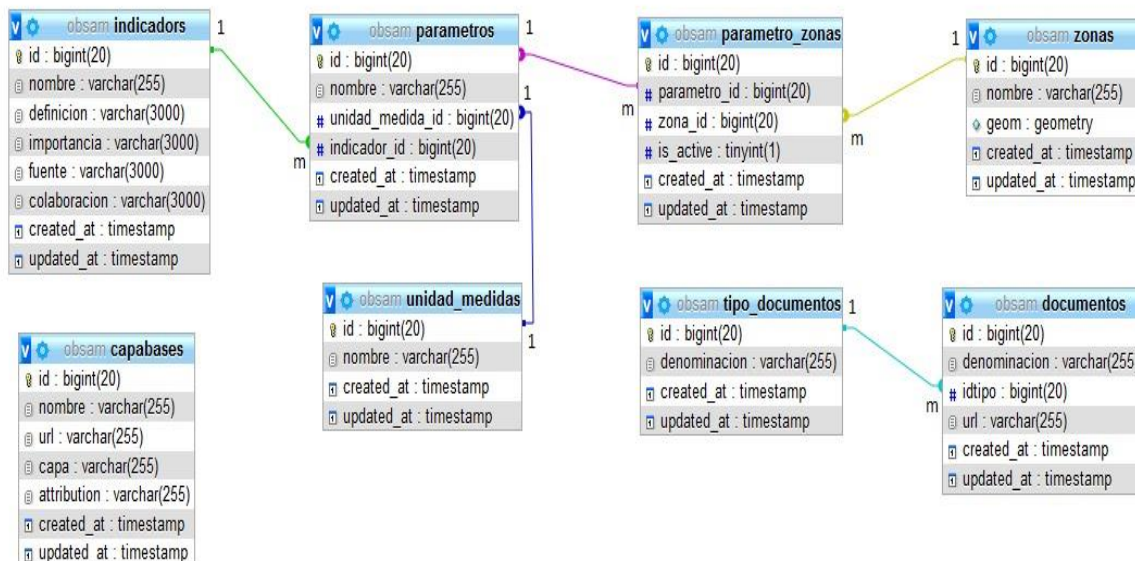 obsam indicadors
id : bigint(20)
nombre : varchar(255)
definicion : varchar(3000)
importancia : varchar(3000)
fuente : varchar(3000)
colaboracion : varchar(3000)
created_at : timestamp
updated_at : timestamp
1
m
obsam parametros
id : bigint(20)
nombre : varchar(255)
unidad_medida_id : bigint(20)
indicador_id : bigint(20)
created_at : timestamp
updated_at : timestamp
1
1
m
obsam parametro_zonas
id : bigint(20)
parametro_id : bigint(20)
zona_id : bigint(20)
is_active : tinyint(1)
created_at : timestamp
updated_at : timestamp
1
m
obsam zonas
id : bigint(20)
nombre : varchar(255)
geom : geometry
created_at : timestamp
updated_at : timestamp
obsam capabases
id : bigint(20)
nombre : varchar(255)
url : varchar(255)
capa : varchar(255)
attribution : varchar(255)
created_at : timestamp
updated_at : timestamp
obsam unidad_medidas
id : bigint(20)
nombre : varchar(255)
created_at : timestamp
updated_at : timestamp
1
obsam tipo_documentos
id : bigint(20)
denominacion : varchar(255)
created_at : timestamp
updated_at : timestamp
1
m
obsam documentos
id : bigint(20)
denominacion : varchar(255
idtipo : bigint(20)
url : varchar(255)
created_at : timestamp
updated_at : timestamp